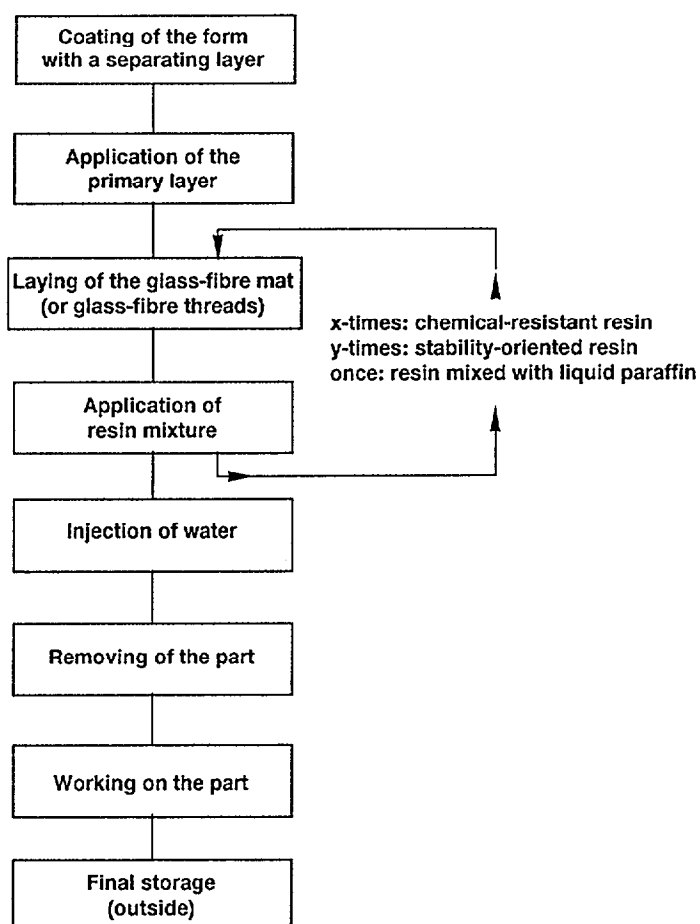 Coating of the form
with a separating layer
Application of the
primary layer
Laying of the glass-fibre mat
(or glass-fibre threads)
x-times: chemical-resistant resin
y-times: stability-oriented resin
once: resin mixed with liquid paraffin
Application of
resin mixture
Injection of water
Removing of the part
Working on the part
Final storage
(outside)